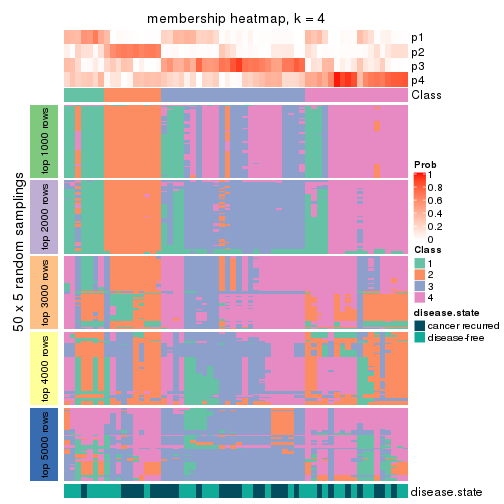 membership heatmap, k = 4
p1
p2
p3
p4
Class
50 x 5 random samplings
top 1000 rows
top 2000 rows
top 3000 rows
top 4000 rows
top 5000 rows
disease.state
Prob
1
0.8
0.6
0.4
0.2
0
Class
1
2
3
4
disease.state
cancer recurred
disease-free